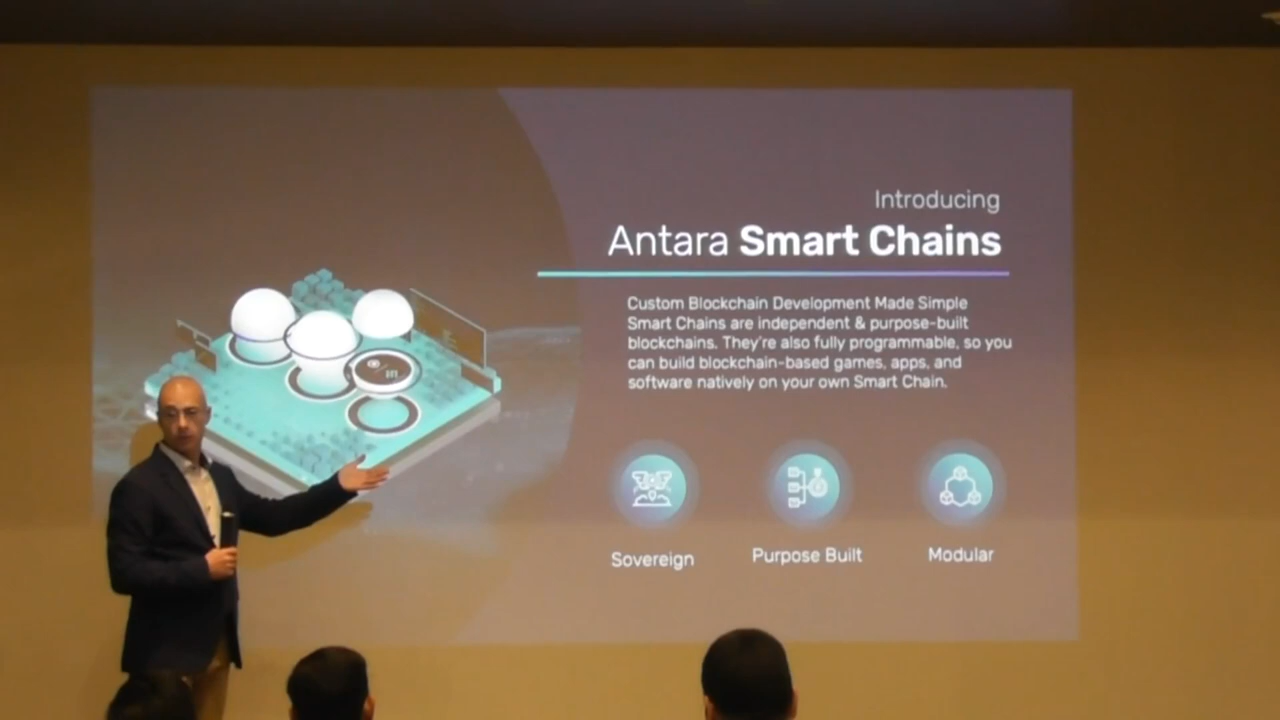 Introducing
Antara Smart Chains
Custom Blockchain Development Made Simple
Smart Chains are independent & purpose-built
blockchains. They're also fully programmable, so you
can build blockchain-based games, apps, and
software natively on your own Smart Chain.
Sovereign
Purpose Built
Modular